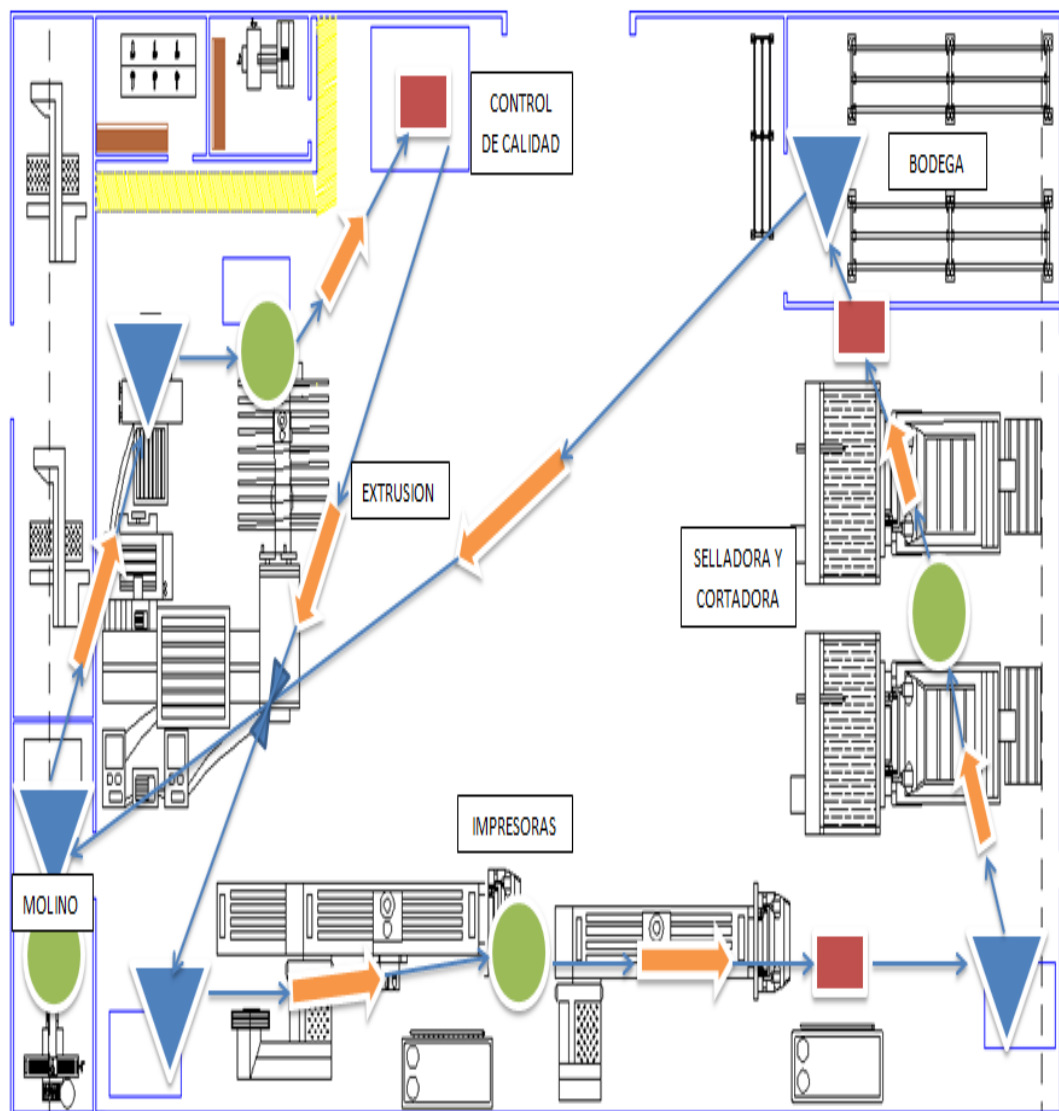 CONTROL
DE CALIDAD
BODEGA
EXTRUSION
SELLADORA Y
CORTADORA
IMPRESORAS
MOLINO